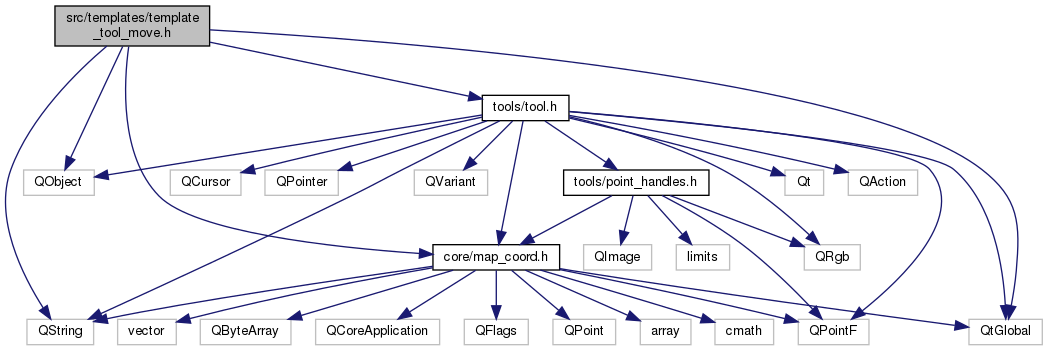 src/templates/template
_tool_move.h
tools/tool.h
QObject
QCursor
QPointer
QVariant
tools/point_handles.h
Qt
QAction
core/map_coord.h
QImage
limits
QRgb
QString
vector
QByteArray
QCoreApplication
QFlags
QPoint
array
cmath
QPointF
QtGlobal